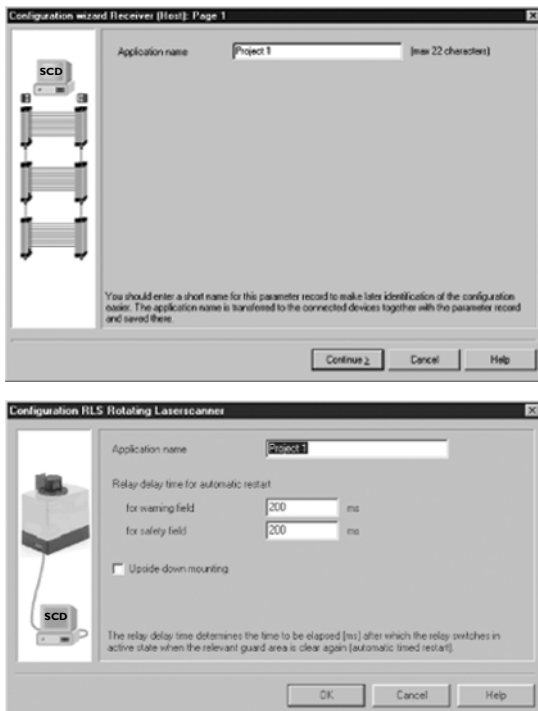 Configuration wizard Receiver (Host): Page 1
SCD
Application name
Project 1
(max 22 characters)
You should enter a short name for this parameter record to make later identification of the configuration
easier. The application name is transferred to the connected devices together with the parameter record
and saved there.
Continue >
Cancel
Help
Configuration RLS Rotating Laserscanner
Application name
Project 1
Relay delay time for automatic restart
for warning field
200
ms
for safety field
200
ms
Upside down mounting
SCD
The relay delay time determines the time to be elapsed [ms] after which the relay switches in
active state when the relevant guard area is clear again (automatic timed restart).
OK
Cancel
Help